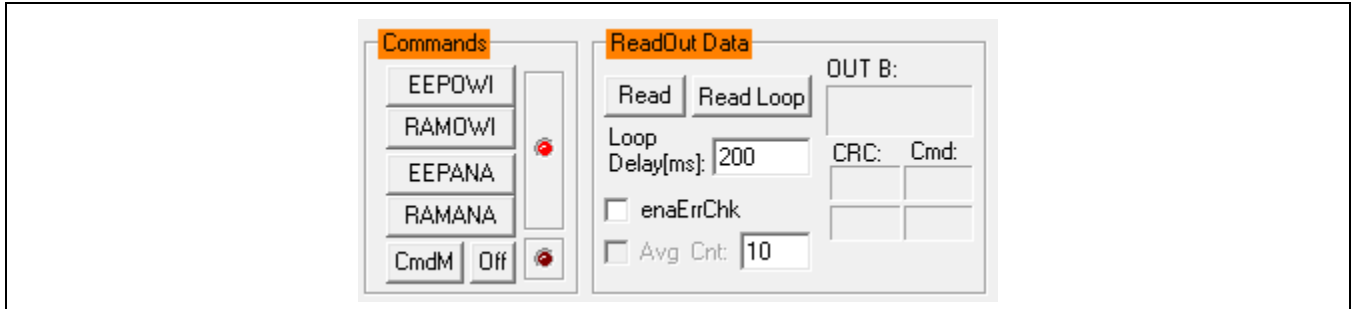 Commands
EEPOWI
RAMOWI
EEPANA
RAMANA
CmdM Off
ReadOut Data
Read Read Loop
Loop
Delay[ms]: 200
enaErrChk
Avg Cnt: 10
OUT B:
CRC: Cmd: